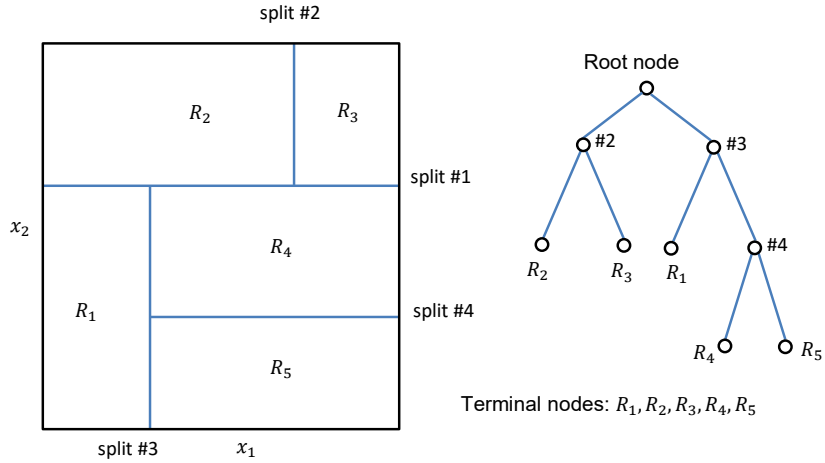 split #2
R₂
R₃
split #1
x₂
R₄
R₁
split #4
R₅
split #3
x₁
Root node
#2
#3
R₂
R₃
R₁
#4
R₄
R₅
Terminal nodes: R₁, R₂, R₃, R₄, R₅